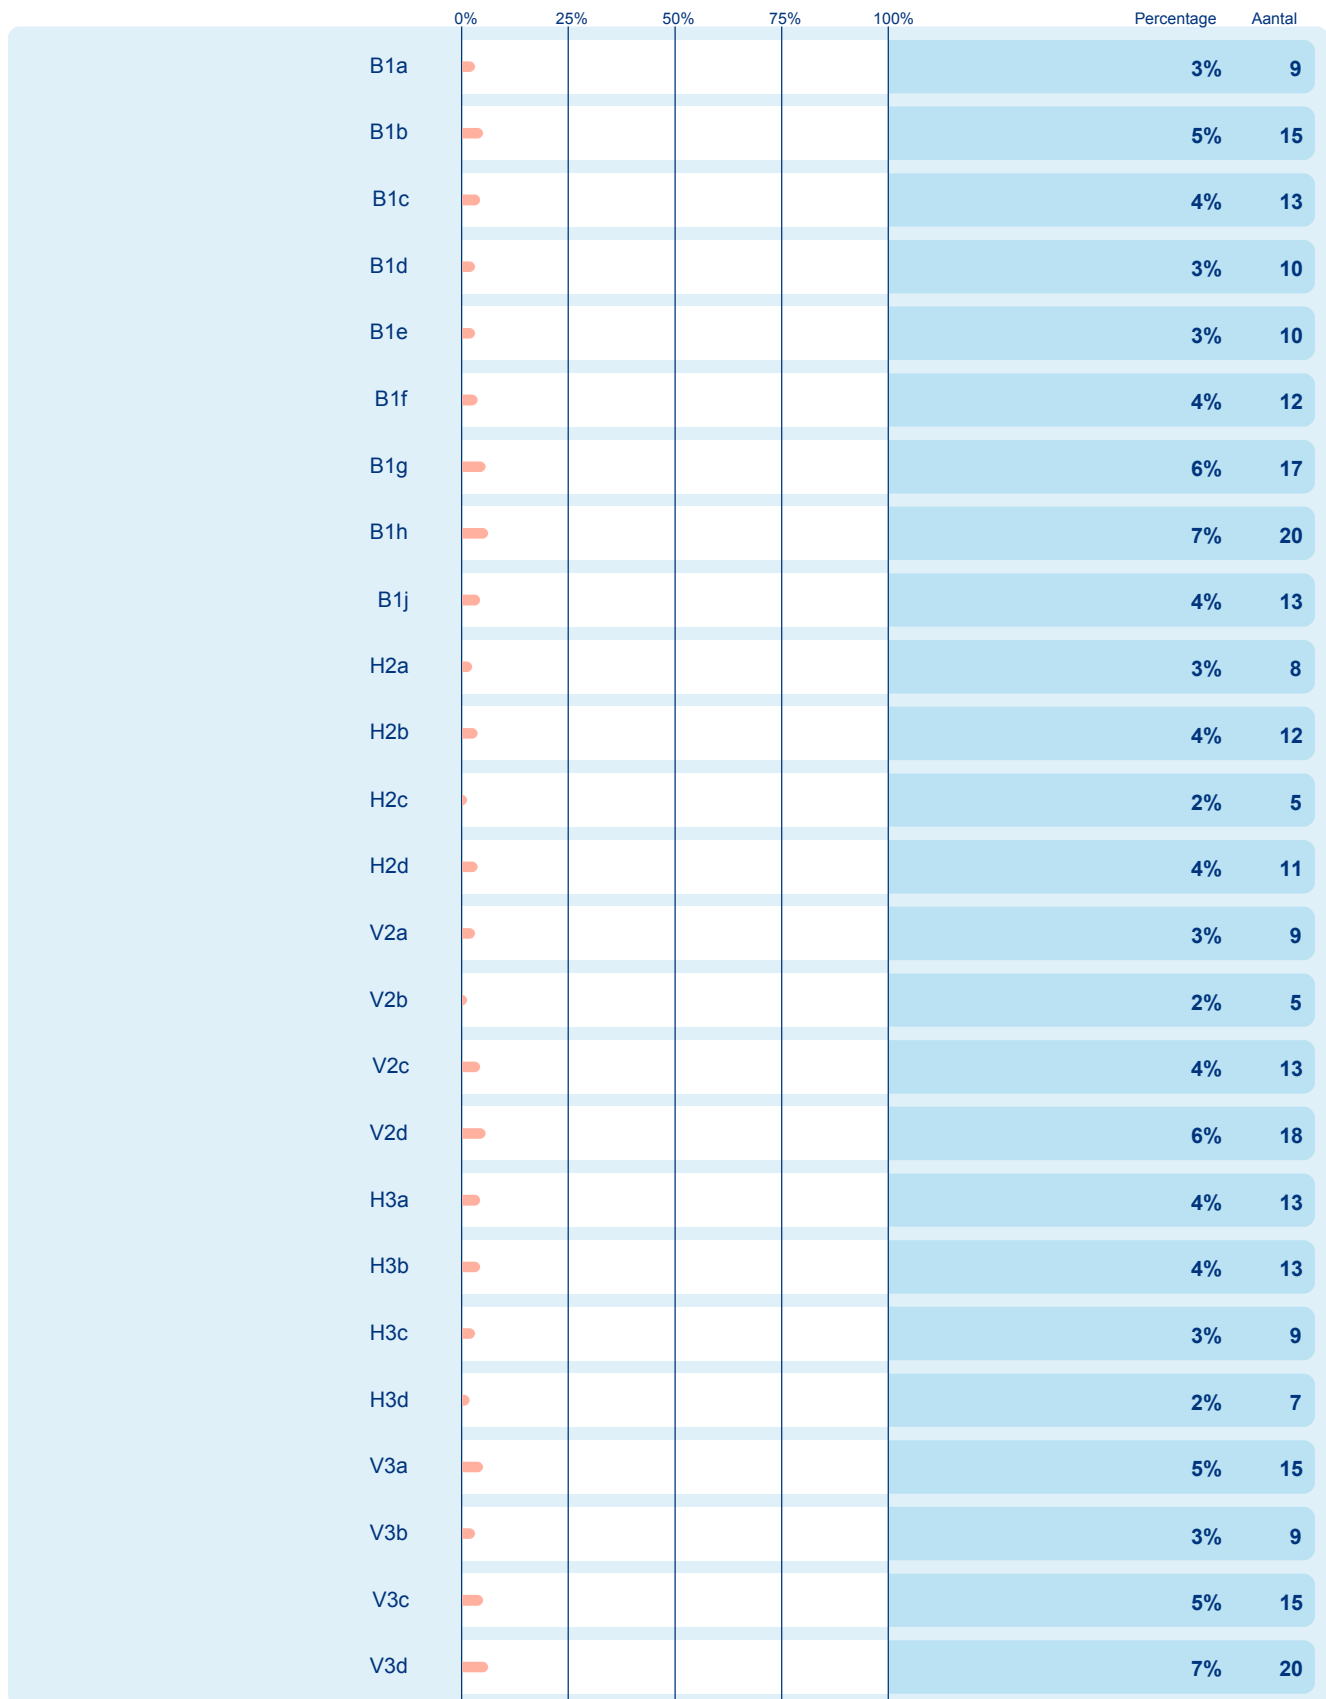 0% 25% 50% 75% 100% Percentage Aantal
B1a 3% 9
B1b 5% 15
B1c 4% 13
B1d 3% 10
B1e 3% 10
B1f 4% 12
B1g 6% 17
B1h 7% 20
B1j 4% 13
H2a 3% 8
H2b 4% 12
H2c 2% 5
H2d 4% 11
V2a 3% 9
V2b 2% 5
V2c 4% 13
V2d 6% 18
H3a 4% 13
H3b 4% 13
H3c 3% 9
H3d 2% 7
V3a 5% 15
V3b 3% 9
V3c 5% 15
V3d 7% 20